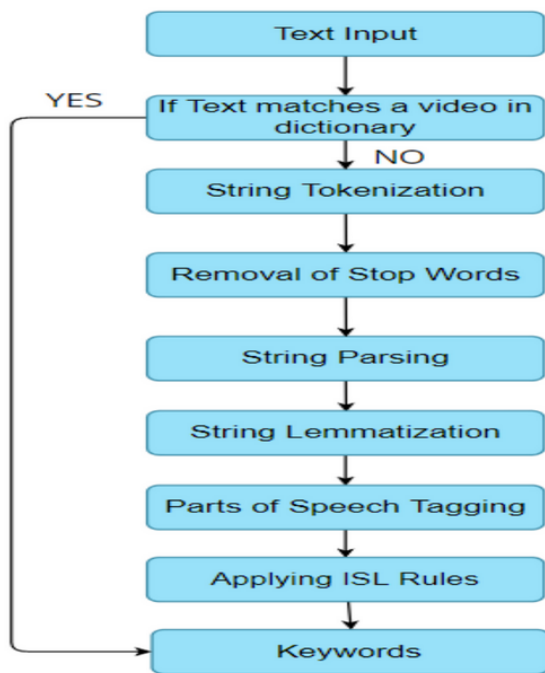 Text Input
YES
If Text matches a video in
dictionary
NO
String Tokenization
Removal of Stop Words
String Parsing
String Lemmatization
Parts of Speech Tagging
Applying ISL Rules
Keywords